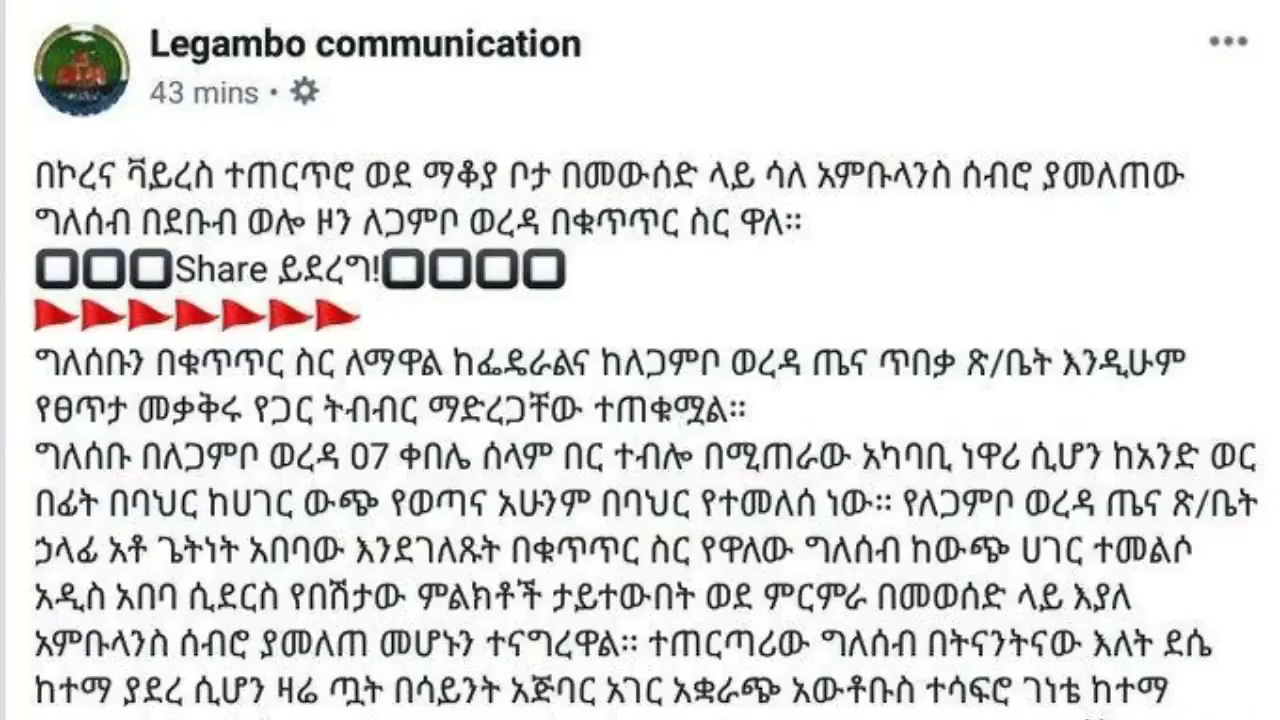 Legambo communication
43 mins ·
በኮረና ቫይረስ ተጠርጥሮ ወደ ማቆያ ቦታ በመውሰድ ላይ ሳለ አምቡላንስ ሰብሮ ያመለጠው
ግለሰብ በደቡብ ወሎ ዞን ለጋምቦ ወረዳ በቁጥጥር ስር ዋለ።
Share ይደረግ!
ግለሰቡን በቁጥጥር ስር ለማዋል ከፌዴራልና ከለጋምቦ ወረዳ ጤና ጥበቃ ጽ/ቤት እንዲሁም
የፀጥታ መቃቅሩ የጋር ትብብር ማድረጋቸው ተጠቁሟል።
ግለሰቡ በለጋምቦ ወረዳ 07 ቀበሌ ሰላም በር ተብሎ በሚጠራው አካባቢ ነዋሪ ሲሆን ከአንድ ወር
በፊት በባህር ከሀገር ውጭ የወጣና አሁንም በባህር የተመለሰ ነው። የለጋምቦ ወረዳ ጤና ጽ/ቤት
ኃላፊ አቶ ጌትነት አበባው እንደገለጹት በቁጥጥር ስር የዋለው ግለሰብ ከውጭ ሀገር ተመልሶ
አዲስ አበባ ሲደርስ የበሽታው ምልክቶች ታይተውበት ወደ ምርምራ በመወሰድ ላይ እያለ
አምቡላንስ ሰብሮ ያመለጠ መሆኑን ተናግረዋል። ተጠርጣሪው ግለሰብ በትናንትናው እለት ደሴ
ከተማ ያደረ ሲሆን ዛሬ ጧት በሳይንት አጅባር አገር አቋራጭ አውቶቡስ ተሳፍሮ ገነቴ ከተማ